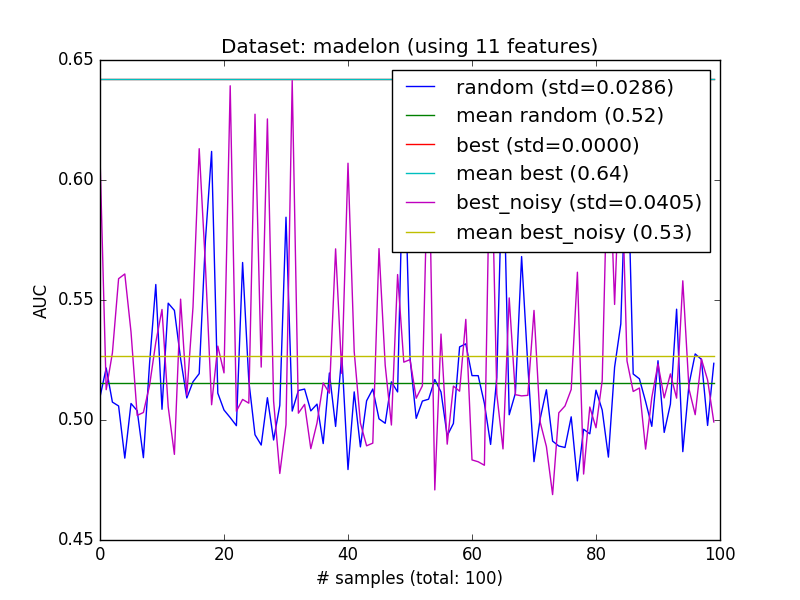 Dataset: madelon (using 11 features)
0.65
0.60
0.55
0.50
0.45
AUC
random (std=0.0286)
mean random (0.52)
best (std=0.0000)
mean best (0.64)
best_noisy (std=0.0405)
mean best_noisy (0.53)
0 20 40 60 80 100
# samples (total: 100)